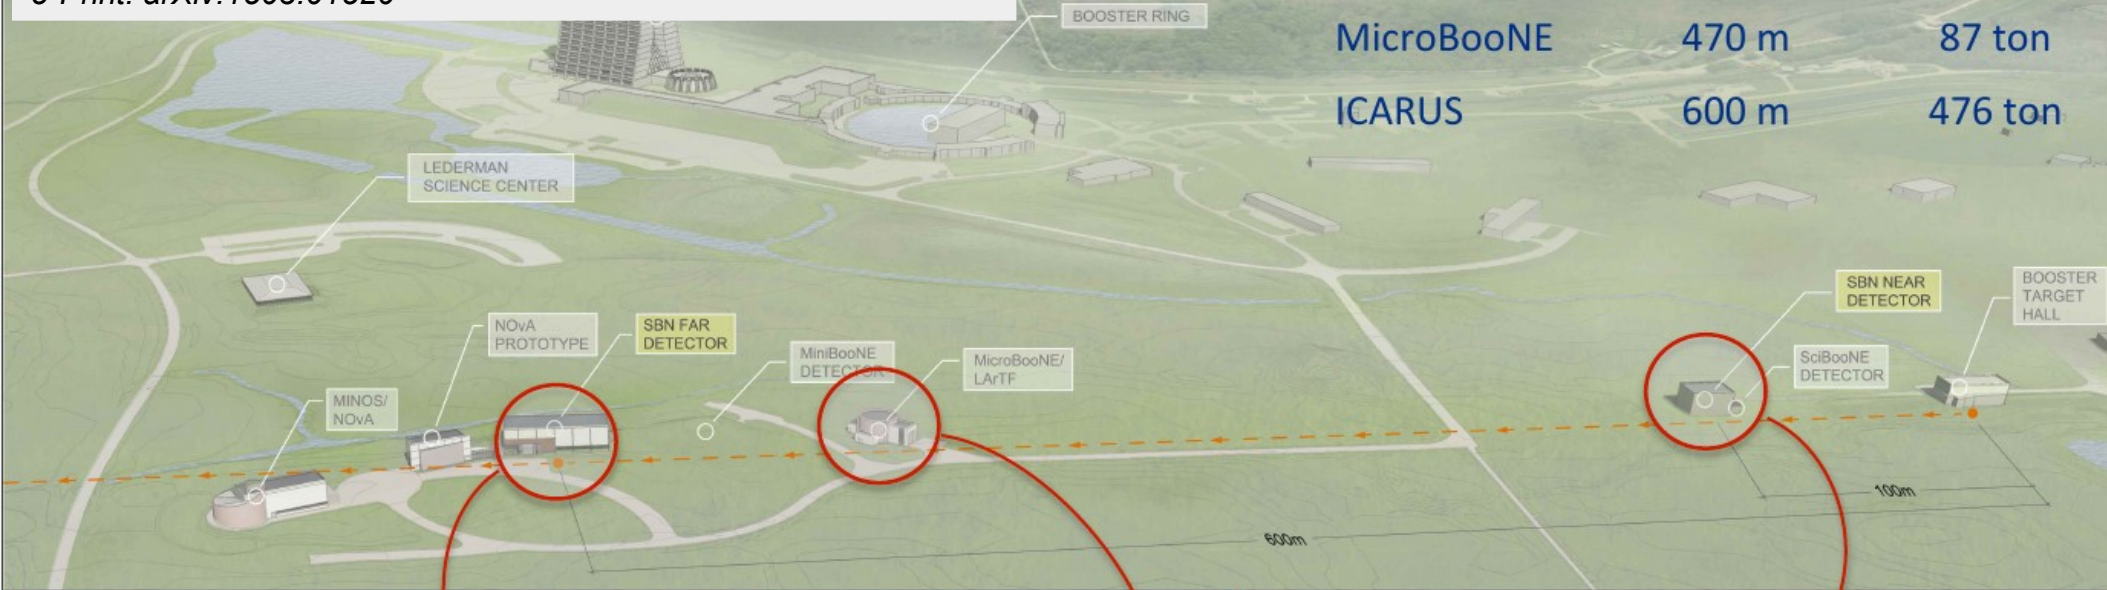 BOOSTER RING
MicroBooNE 470 m 87 ton
ICARUS 600 m 476 ton
LEDERMAN
SCIENCE CENTER
SBN NEAR
DETECTOR
BOOSTER
TARGET
HALL
NOvA
PROTOTYPE
SBN FAR
DETECTOR
MiniBooNE
DETECTOR
MicroBooNE/
LArTF
SciBooNE
DETECTOR
MINOS/
NOvA
100m
600m